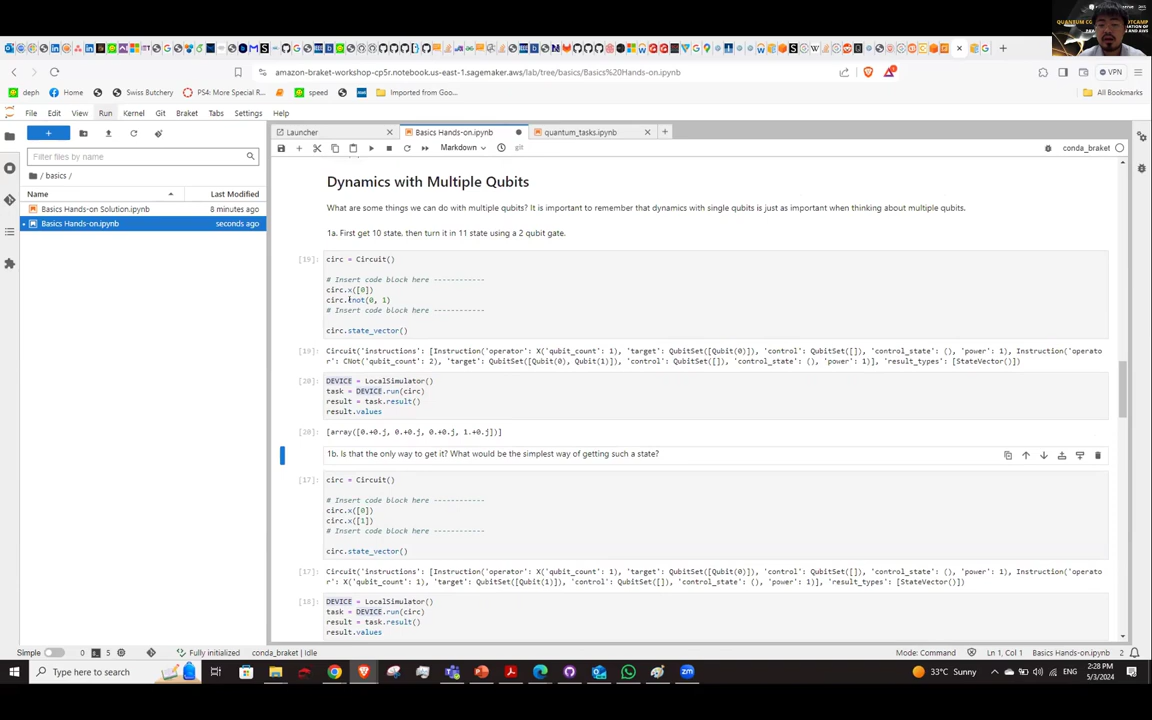 QUANTUM CO
amazon-braket-workshop-cp5r.notebook.us-east-1.sagemaker.aws/lab/tree/basics/Basics%20Hands-on.ipynb
VPN
deph
Home
Swiss Butchery
PS4: More Special R...
speed
Imported from Goo...
All Bookmarks
File Edit View Run Kernel Git Braket Tabs Settings Help
+
Launcher
Basics Hands-on.ipynb
quantum_tasks.ipynb
Filter files by name
Markdown
git
conda_braket
/ basics /
Name
Last Modified
Basics Hands-on Solution.ipynb
8 minutes ago
Basics Hands-on.ipynb
seconds ago
Dynamics with Multiple Qubits
What are some things we can do with multiple qubits? It is important to remember that dynamics with single qubits is just as important when thinking about multiple qubits.
1a. First get 10 state, then turn it in 11 state using a 2 qubit gate.
[19]: circ = Circuit()
# Insert code block here ------------
circ.x([0])
circ.cnot(0, 1)
# Insert code block here ------------
circ.state_vector()
[19]: Circuit('instructions': [Instruction('operator': X('qubit_count': 1), 'target': QubitSet([Qubit(0)]), 'control': QubitSet([]), 'control_state': (), 'power': 1), Instruction('operato
r': CNot('qubit_count': 2), 'target': QubitSet([Qubit(0), Qubit(1)]), 'control': QubitSet([]), 'control_state': (), 'power': 1)], 'result_types': [StateVector()])
[20]: DEVICE = LocalSimulator()
task = DEVICE.run(circ)
result = task.result()
result.values
[20]: [array([0.+0.j, 0.+0.j, 0.+0.j, 1.+0.j])]
1b. Is that the only way to get it? What would be the simplest way of getting such a state?
[17]: circ = Circuit()
# Insert code block here ------------
circ.x([0])
circ.x([1])
# Insert code block here ------------
circ.state_vector()
[17]: Circuit('instructions': [Instruction('operator': X('qubit_count': 1), 'target': QubitSet([Qubit(0)]), 'control': QubitSet([]), 'control_state': (), 'power': 1), Instruction('operato
r': X('qubit_count': 1), 'target': QubitSet([Qubit(1)]), 'control': QubitSet([]), 'control_state': (), 'power': 1)], 'result_types': [StateVector()])
[18]: DEVICE = LocalSimulator()
task = DEVICE.run(circ)
result = task.result()
result.values
Simple
0
5
Fully initialized
conda_braket | Idle
Mode: Command
Ln 1, Col 1
Basics Hands-on.ipynb
2
Type here to search
33°C Sunny
ENG
2:28 PM
5/3/2024